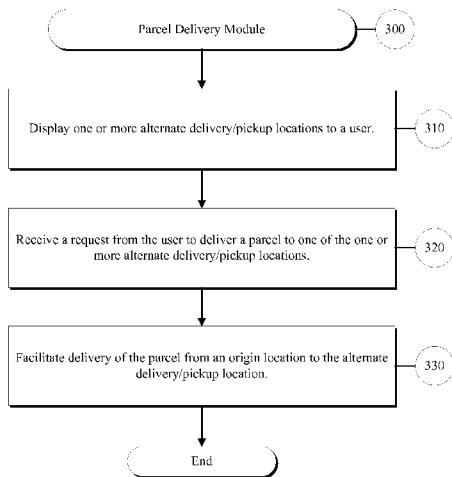 Parcel Delivery Module
300
Display one or more alternate delivery/pickup locations to a user.
310
Receive a request from the user to deliver a parcel to one of the one or
more alternate delivery/pickup locations.
320
Facilitate delivery of the parcel from an origin location to the alternate
delivery/pickup location.
330
End